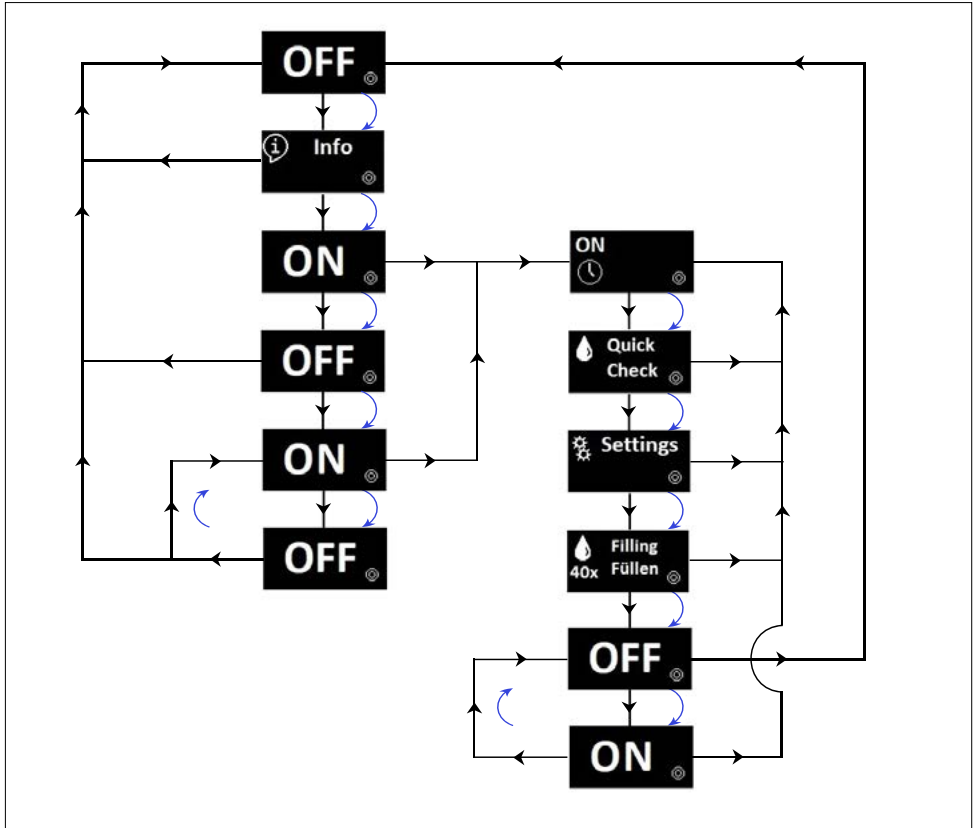 OFF
Info
ON
OFF
ON
OFF
ON
Quick
Check
Settings
Filling
40x Füllen
OFF
ON